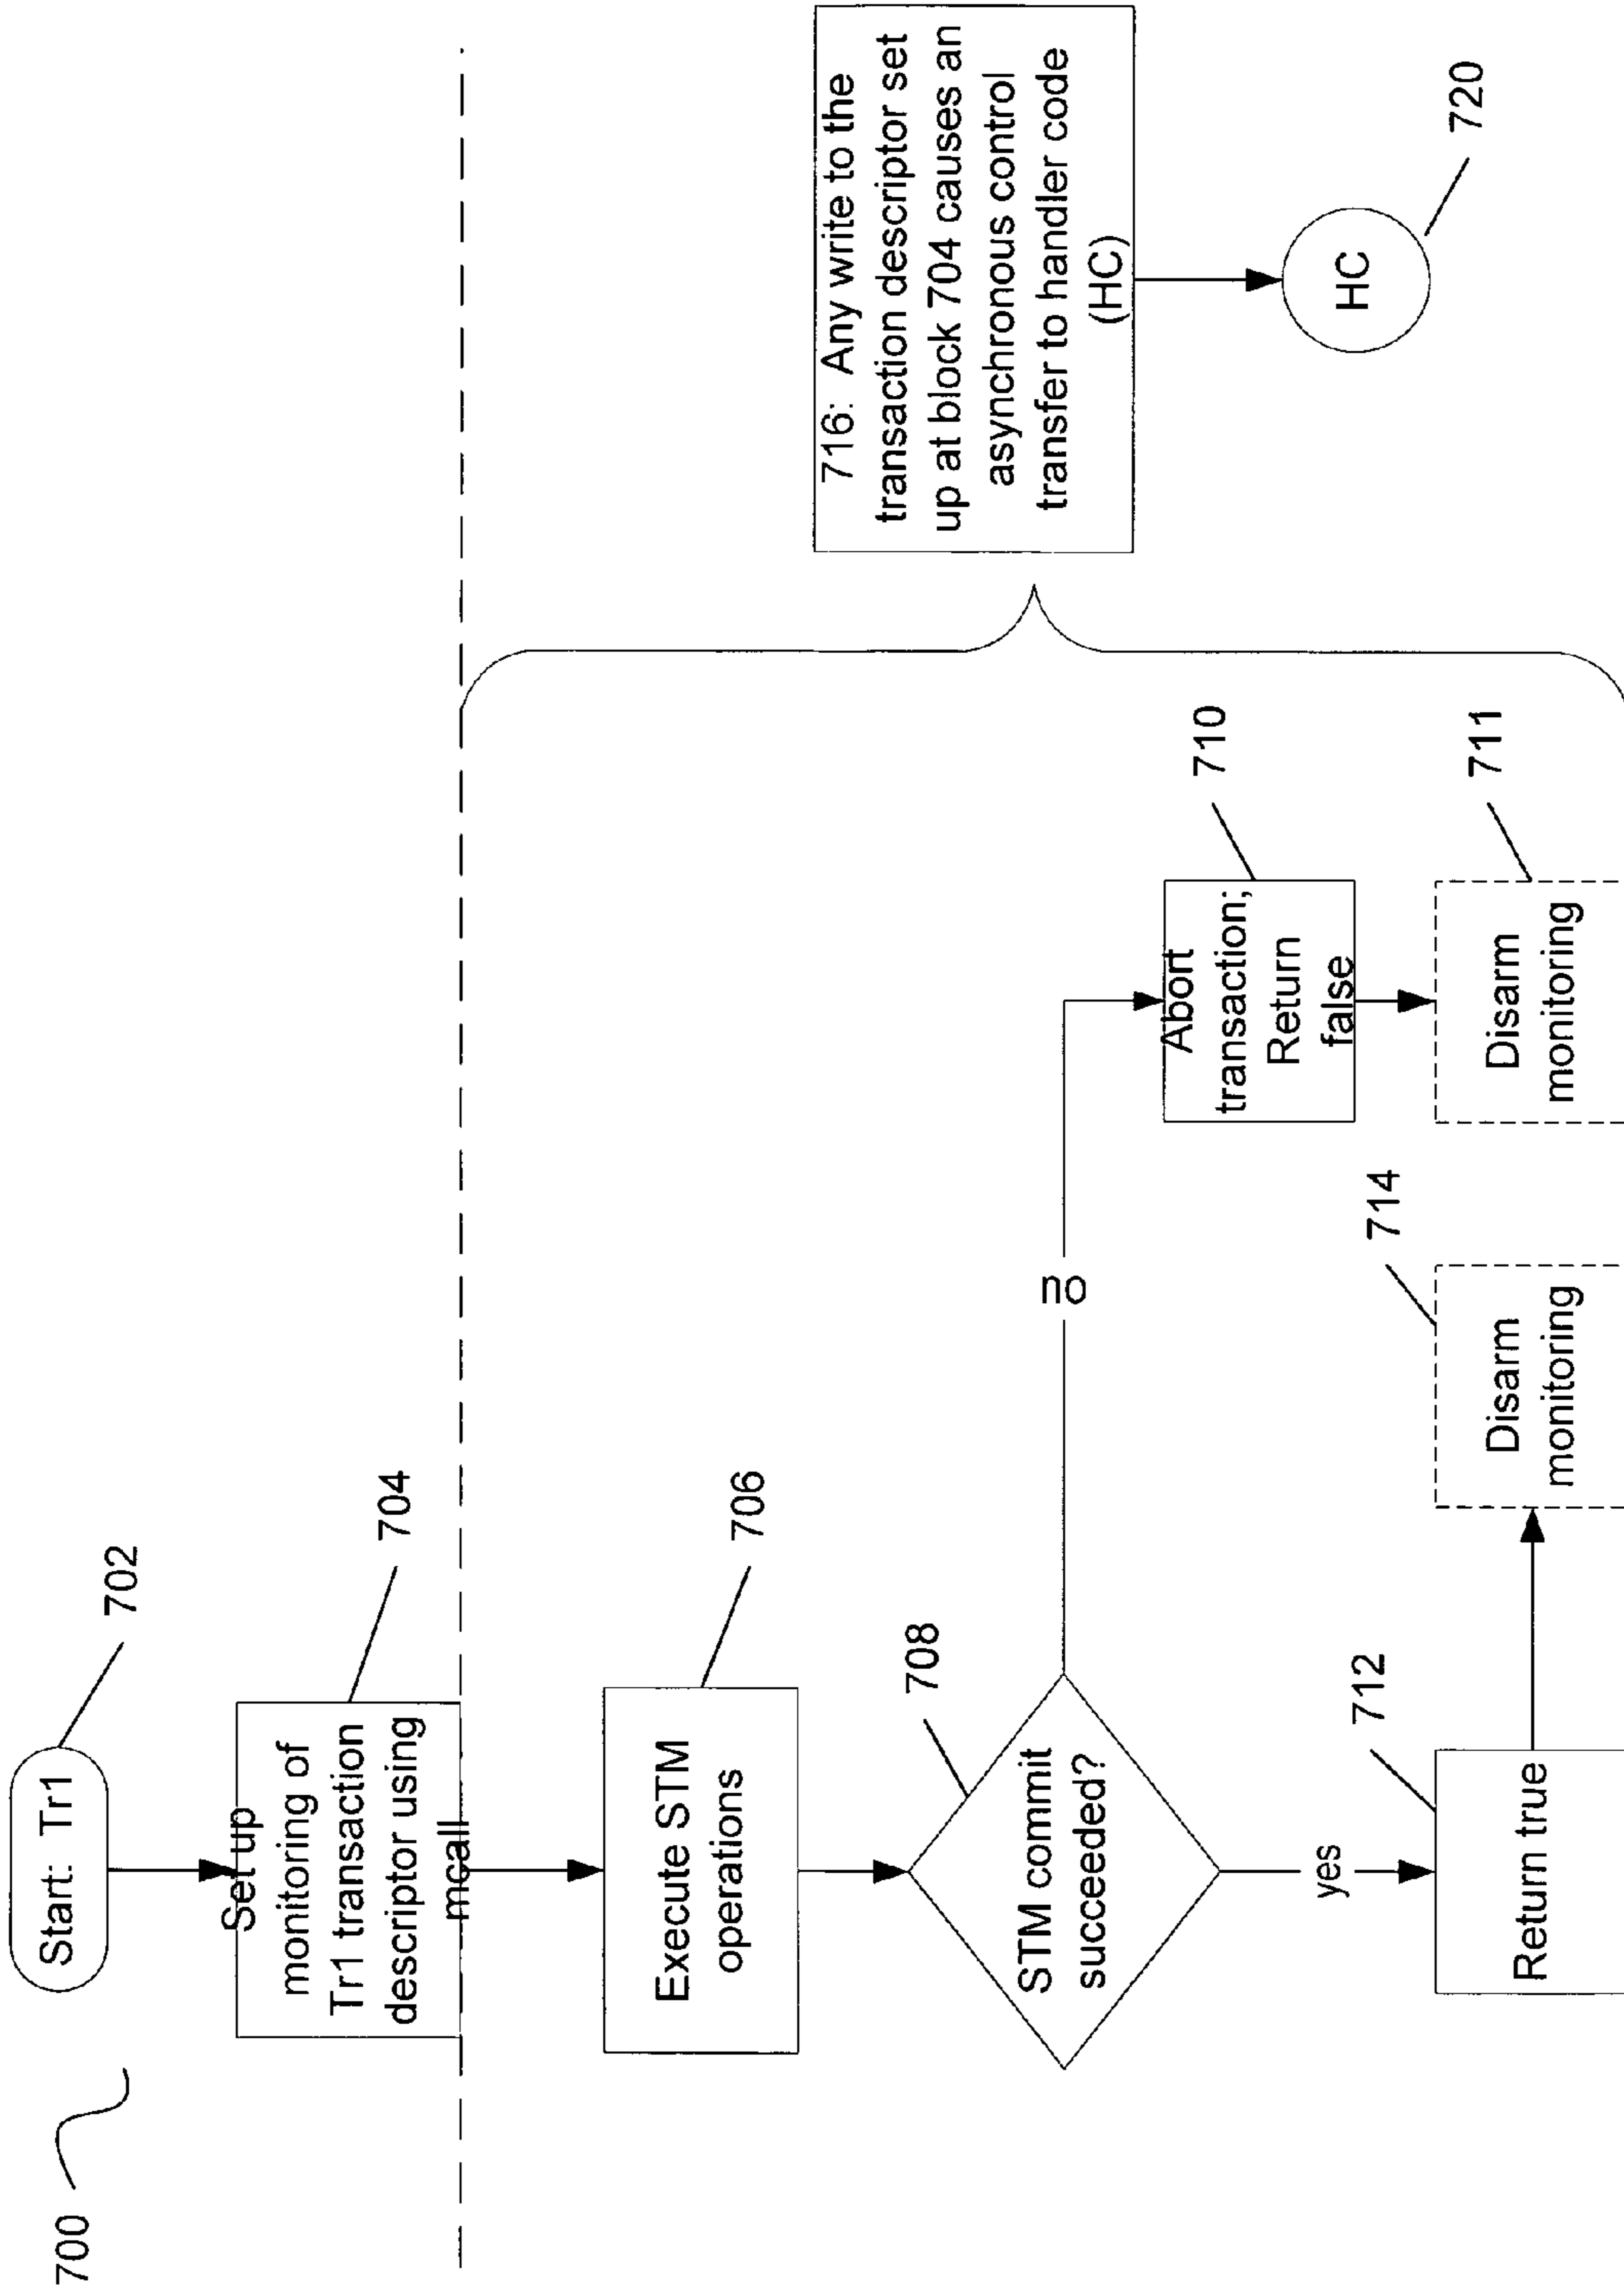 700
Start: Tr1
702
Set up
monitoring of
Tr1 transaction
descriptor using
mcall
704
Execute STM
operations
706
STM commit
succeeded?
708
no
yes
Abort
transaction;
Return
false
710
Return true
712
Disarm
monitoring
714
Disarm
monitoring
711
716: Any write to the
transaction descriptor set
up at block 704 causes an
asynchronous control
transfer to handler code
(HC)
HC
720